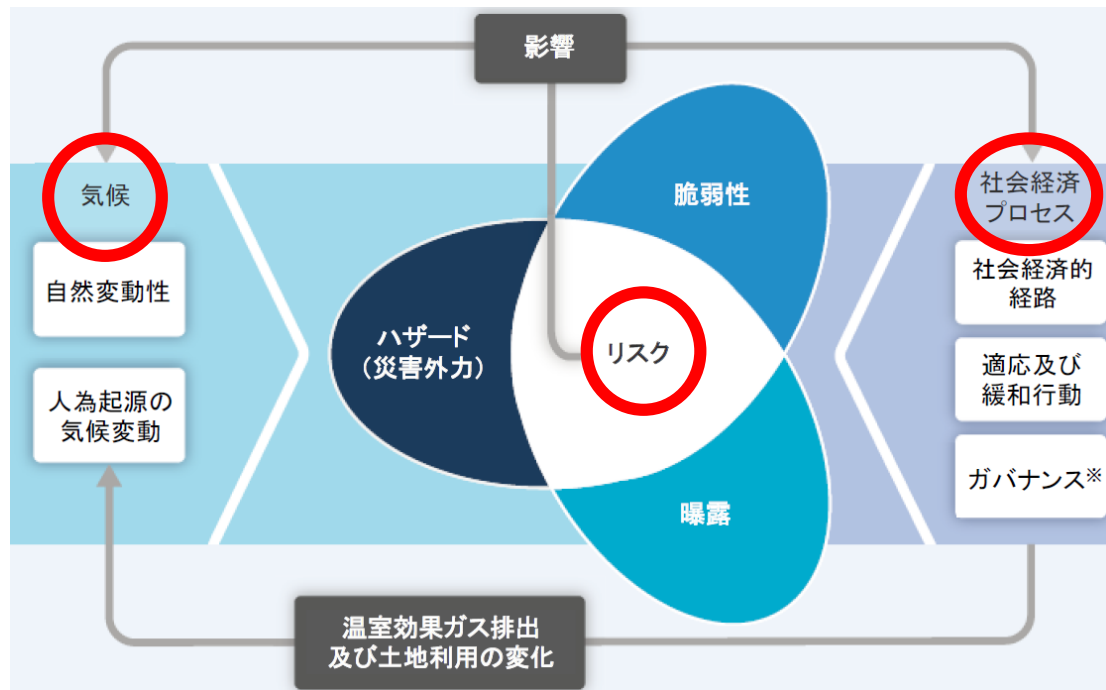 影響
気候
自然変動性
人為起源の
気候変動
ハザード
（災害外力）
脆弱性
リスク
曝露
社会経済
プロセス
社会経済的
経路
適応及び
緩和行動
ガバナンス※
温室効果ガス排出
及び土地利用の変化